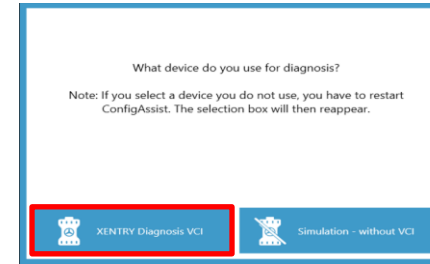 What device do you use for diagnosis?
Note: If you select a device you do not use, you have to restart
ConfigAssist. The selection box will then reappear.
XENTRY Diagnosis VCI
Simulation - without VCI